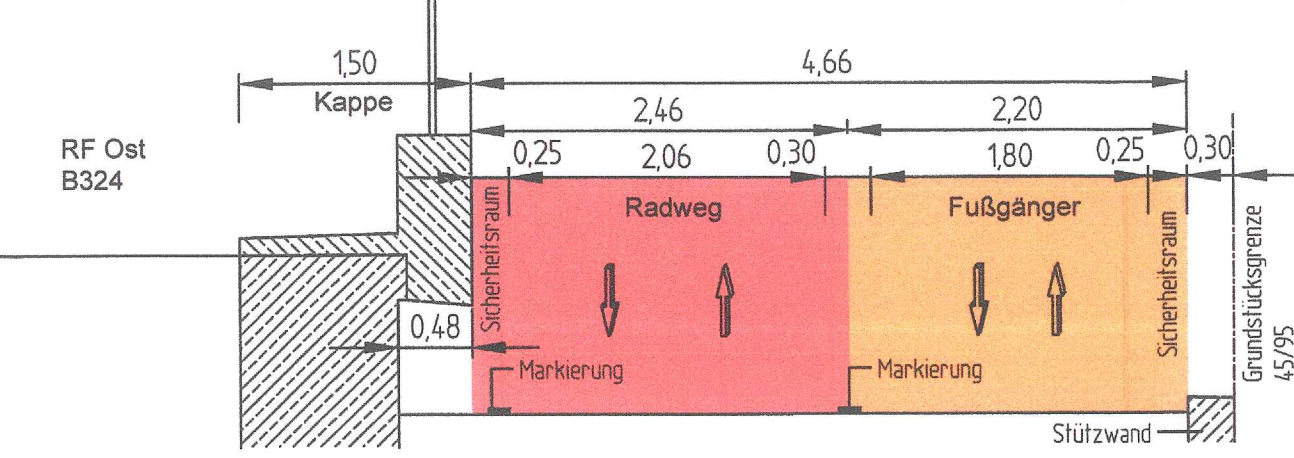 1,50
4,66
Kappe
2,46
2,20
RF Ost
B324
0,25
2,06
0,30
1,80
0,25
0,30
Radweg
Fußgänger
Sicherheitsraum
Sicherheitsraum
Grundstücksgrenze
45/95
0,48
Markierung
Markierung
Stützwand